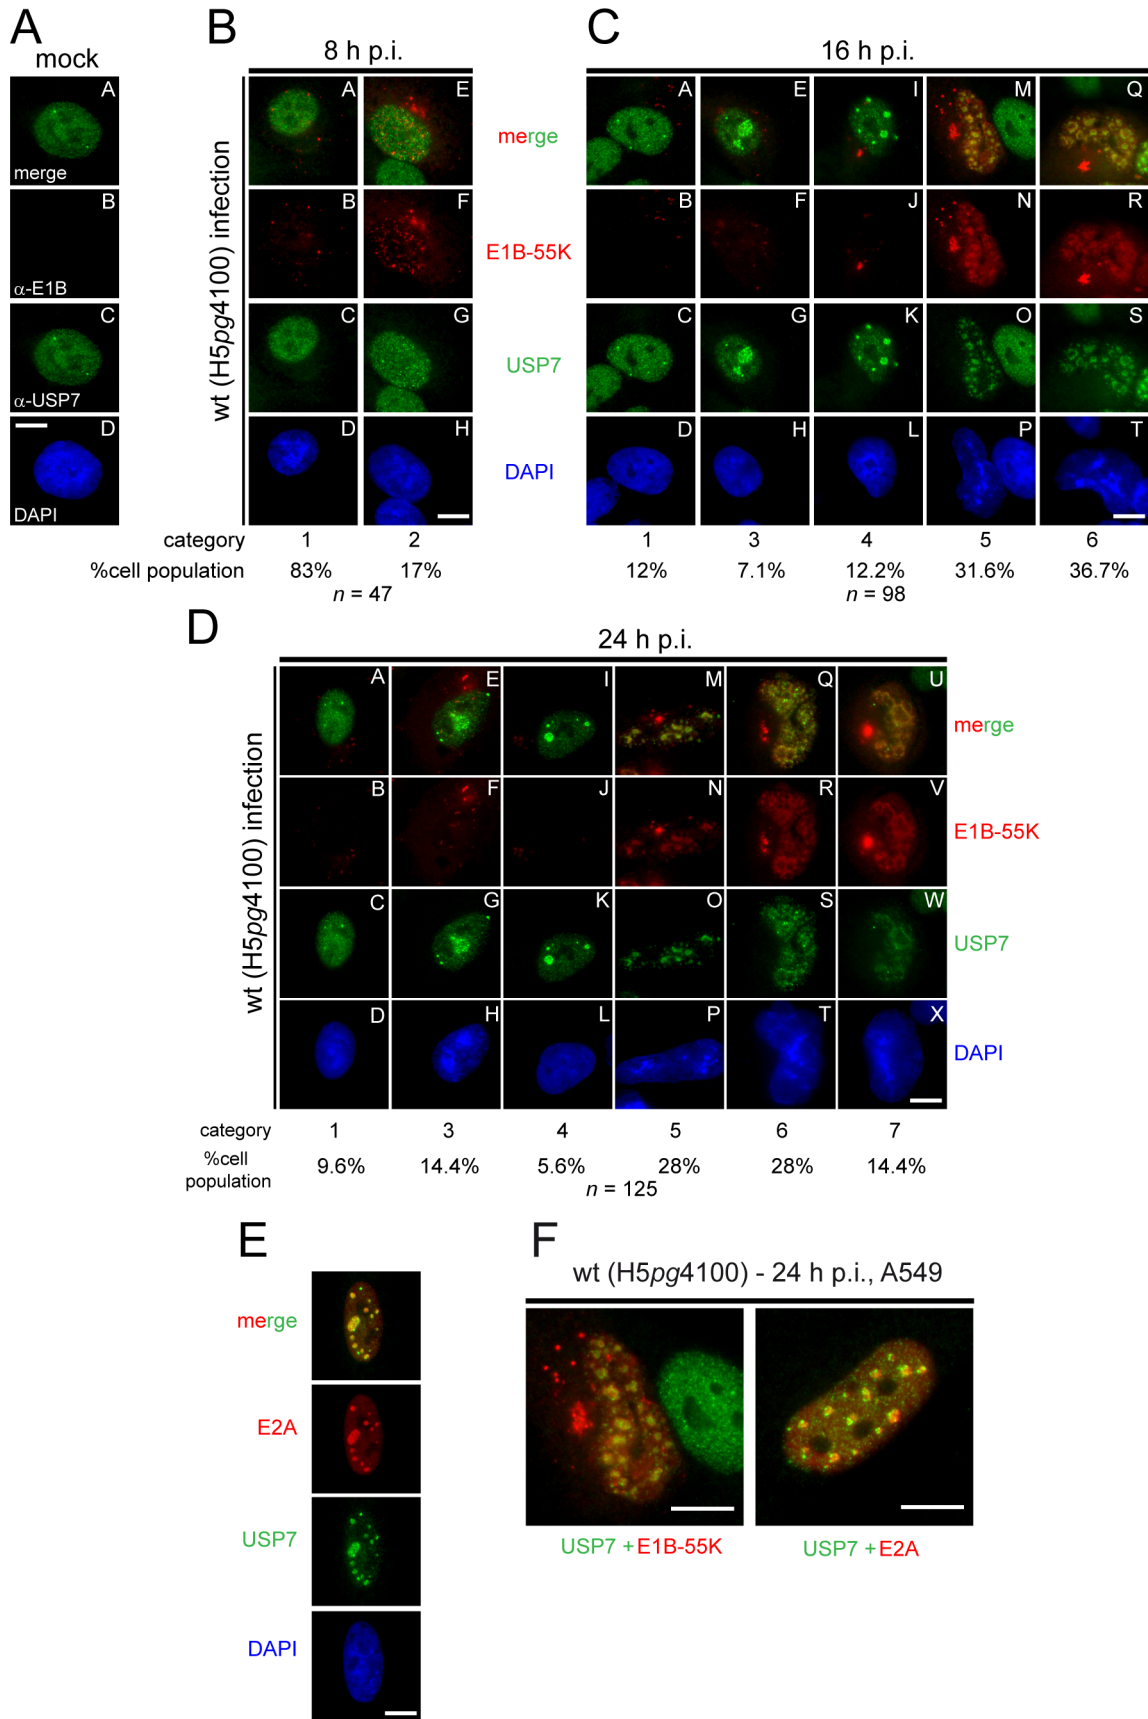 A
mock
A
merge
B
α-E1B
C
α-USP7
D
DAPI
B
8 h p.i.
wt (H5pg4100) infection
A
E
B
F
C
G
D
H
merge
E1B-55K
USP7
DAPI
C
16 h p.i.
A
E
I
M
Q
B
F
J
N
R
C
G
K
O
S
D
H
L
P
T
category
1
2
1
3
4
5
6
%cell population
83%
17%
12%
7.1%
12.2%
31.6%
36.7%
n = 47
n = 98
D
24 h p.i.
wt (H5pg4100) infection
A
E
I
M
Q
U
merge
B
F
J
N
R
V
E1B-55K
C
G
K
O
S
W
USP7
D
H
L
P
T
X
DAPI
category
1
3
4
5
6
7
%cell
population
9.6%
14.4%
5.6%
28%
28%
14.4%
n = 125
E
merge
E2A
USP7
DAPI
F
wt (H5pg4100) - 24 h p.i., A549
USP7 + E1B-55K
USP7 + E2A